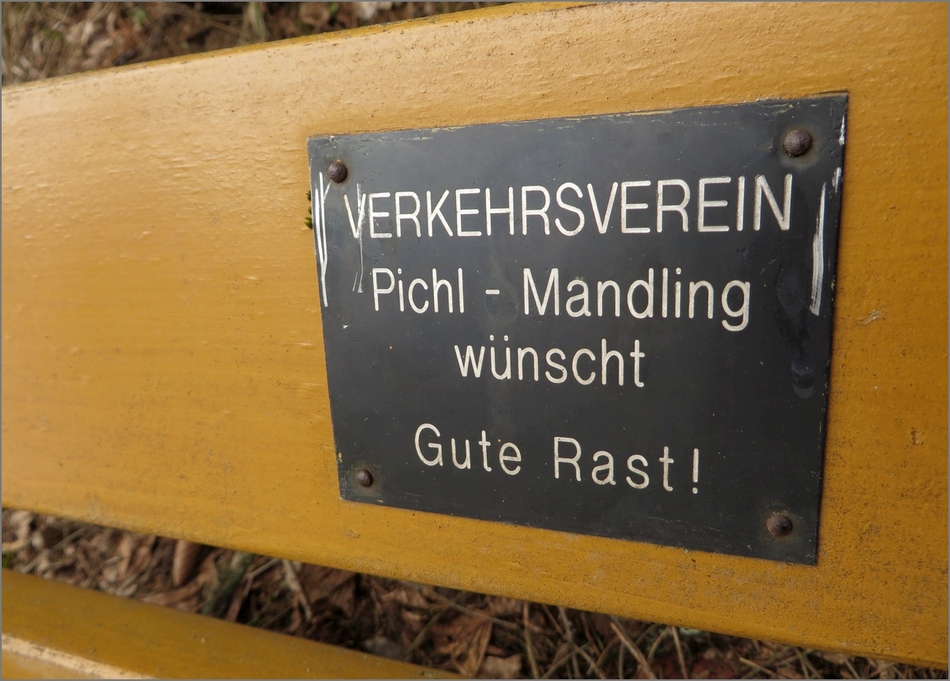 VERKEHRSVEREIN
Pichl - Mandling
wünscht
Gute Rast!